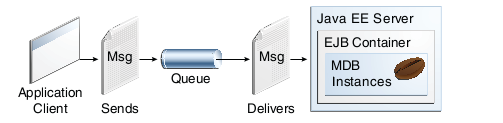 Application
Client
Msg
Sends
Queue
Msg
Delivers
Java EE Server
EJB Container
MDB
Instances